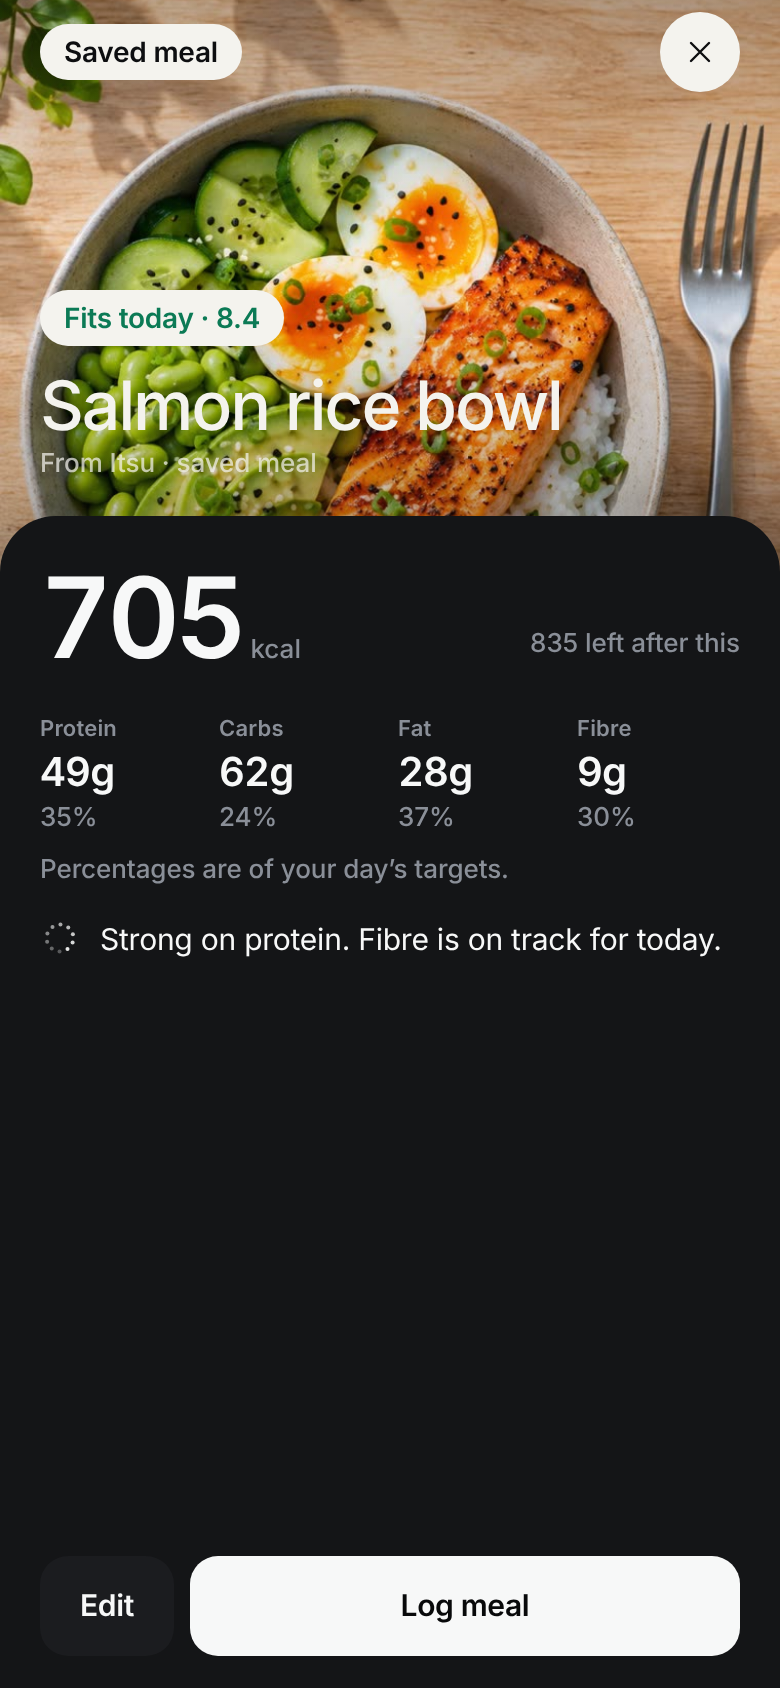 Saved meal
Fits today · 8.4
Salmon rice bowl
From Itsu · saved meal
705 kcal
835 left after this
Protein Carbs Fat Fibre
49g 62g 28g 9g
35% 24% 37% 30%
Percentages are of your day’s targets.
Strong on protein. Fibre is on track for today.
Edit
Log meal